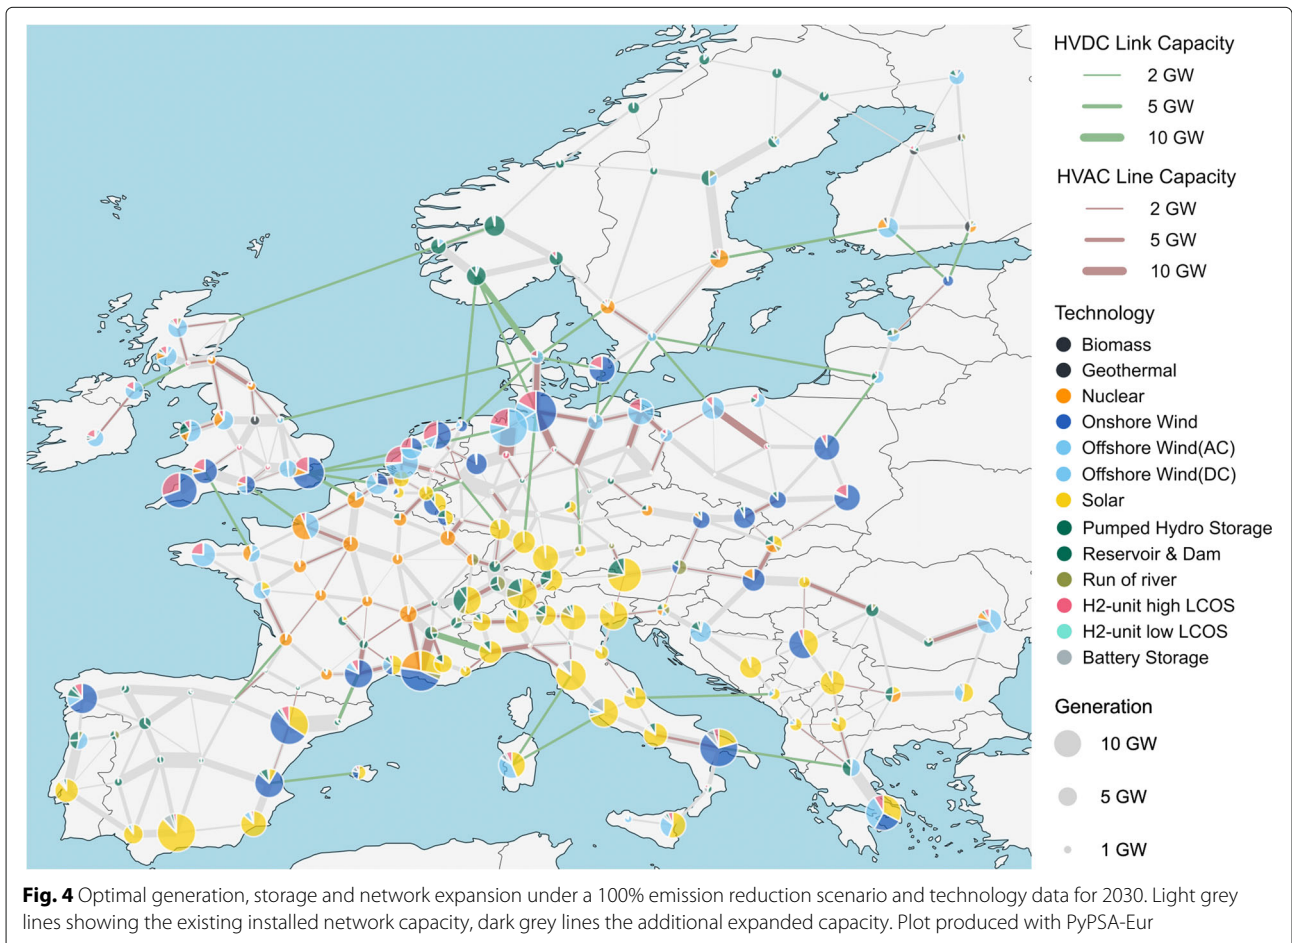 HVDC Link Capacity
2 GW
5 GW
10 GW
HVAC Line Capacity
2 GW
5 GW
10 GW
Technology
Biomass
Geothermal
Nuclear
Onshore Wind
Offshore Wind(AC)
Offshore Wind(DC)
Solar
Pumped Hydro Storage
Reservoir & Dam
Run of river
H2-unit high LCOS
H2-unit low LCOS
Battery Storage
Generation
10 GW
5 GW
1 GW
Fig. 4 Optimal generation, storage and network expansion under a 100% emission reduction scenario and technology data for 2030. Light grey
lines showing the existing installed network capacity, dark grey lines the additional expanded capacity. Plot produced with PyPSA-Eur